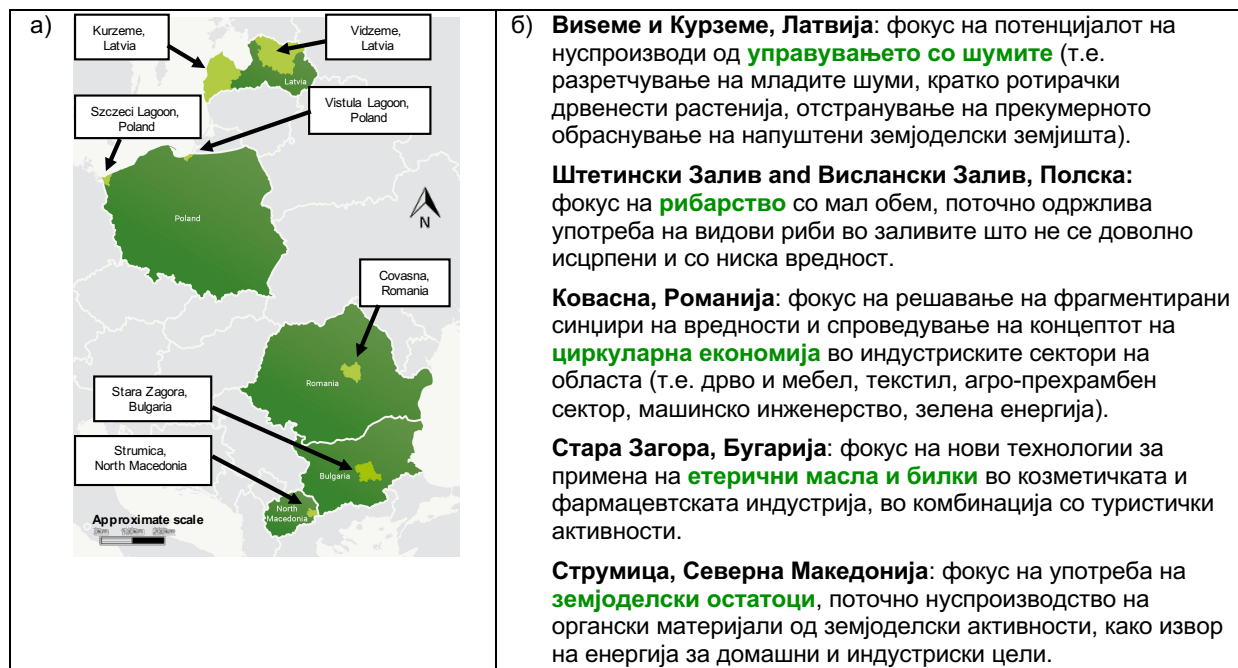 а)
Kurzeme,
Latvia
Vidzeme,
Latvia
Latvia
Szczeci Lagoon,
Poland
Vistula Lagoon,
Poland
Poland
N
Covasna,
Romania
Romania
Stara Zagora,
Bulgaria
Strumica,
North Macedonia
Bulgaria
North
Macedonia
Approximate scale
б) Виѕеме и Курземе, Латвија: фокус на потенцијалот на
нуспроизводи од управувањето со шумите (т.е.
разретчување на младите шуми, кратко ротирачки
дрвенести растенија, отстранување на прекумерното
обраснување на напуштени земјоделски земјишта).
Штетински Залив and Вислански Залив, Полска:
фокус на рибарство со мал обем, поточно одржлива
употреба на видови риби во заливите што не се доволно
исцрпени и со ниска вредност.
Ковасна, Романија: фокус на решавање на фрагментирани
синџири на вредности и спроведување на концептот на
циркуларна економија во индустриските сектори на
областа (т.е. дрво и мебел, текстил, агро-прехрамбен
сектор, машинско инженерство, зелена енергија).
Стара Загора, Бугарија: фокус на нови технологии за
примена на етерични масла и билки во козметичката и
фармацевтската индустрија, во комбинација со туристички
активности.
Струмица, Северна Македонија: фокус на употреба на
земјоделски остатоци, поточно нуспроизводство на
органски материјали од земјоделски активности, како извор
на енергија за домашни и индустриски цели.